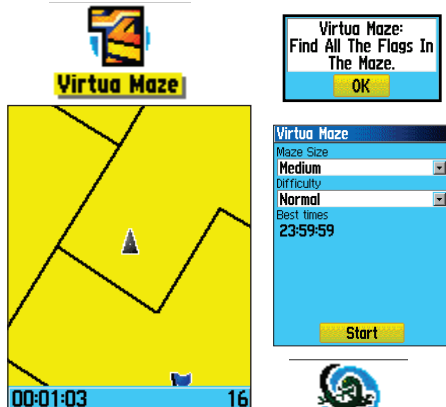 Virtua Maze
00:01:03 16
Virtua Maze:
Find All The Flags In
The Maze.
OK
Virtua Maze
Maze Size
Medium
Difficulty
Normal
Best times
23:59:59
Start